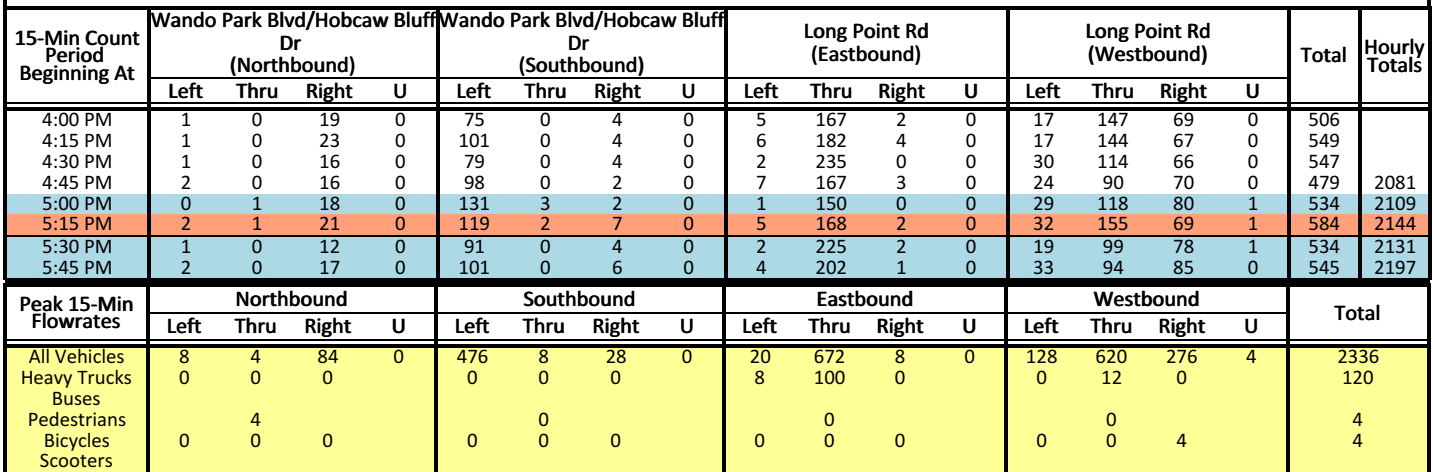 15-Min Count Period Beginning At | Wando Park Blvd/Hobcaw Bluff Dr (Northbound) | Wando Park Blvd/Hobcaw Bluff Dr (Southbound) | Long Point Rd (Eastbound) | Long Point Rd (Westbound) | Total | Hourly Totals
Left Thru Right U Left Thru Right U Left Thru Right U Left Thru Right U
4:00 PM 1 0 19 0 75 0 4 0 5 167 2 0 17 147 69 0 506
4:15 PM 1 0 23 0 101 0 4 0 6 182 4 0 17 144 67 0 549
4:30 PM 1 0 16 0 79 0 4 0 2 235 0 0 30 114 66 0 547
4:45 PM 2 0 16 0 98 0 2 0 7 167 3 0 24 90 70 0 479 2081
5:00 PM 0 1 18 0 131 3 2 0 1 150 0 0 29 118 80 1 534 2109
5:15 PM 2 1 21 0 119 2 7 0 5 168 2 0 32 155 69 1 584 2144
5:30 PM 1 0 12 0 91 0 4 0 2 225 2 0 19 99 78 1 534 2131
5:45 PM 2 0 17 0 101 0 6 0 4 202 1 0 33 94 85 0 545 2197
Peak 15-Min Flowrates | Northbound | Southbound | Eastbound | Westbound | Total
Left Thru Right U Left Thru Right U Left Thru Right U Left Thru Right U
All Vehicles 8 4 84 0 476 8 28 0 20 672 8 0 128 620 276 4 2336
Heavy Trucks 0 0 0 0 0 0 8 100 0 0 12 0 120
Buses
Pedestrians 4 0 0 0 4
Bicycles 0 0 0 0 0 0 0 0 0 0 0 4 4
Scooters